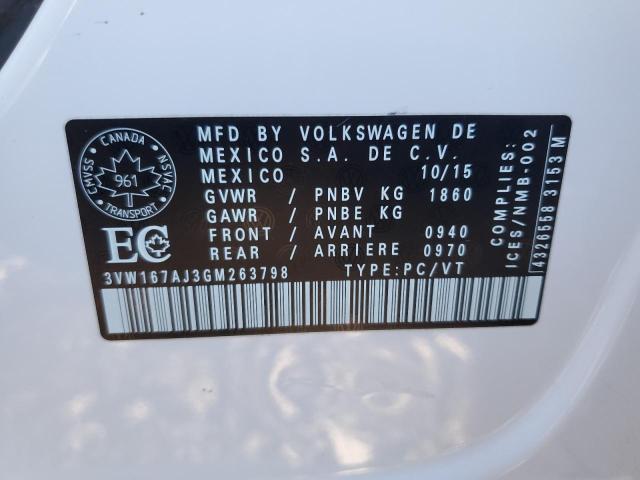 CANADA
CMVSS
NSVAC
961
TRANSPORT
EC
MFD BY VOLKSWAGEN DE
MEXICO S.A. DE C.V.
MEXICO 10/15
GVWR / PNBV KG 1860
GAWR / PNBE KG
FRONT / AVANT 0940
REAR / ARRIERE 0970
3VW167AJ3GM263798 TYPE:PC/VT
COMPLIES:
ICES/NMB-002
4326558 3153 M